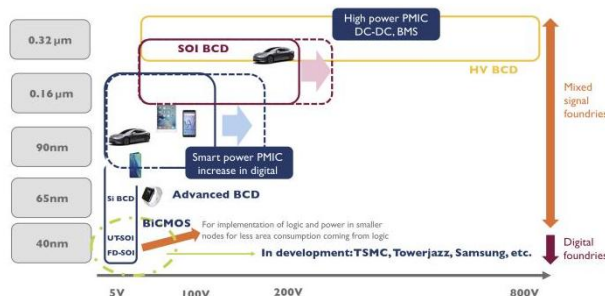 0.32 µm
High power PMIC
DC-DC, BMS
SOI BCD
HV BCD
0.16 µm
Mixed
signal
foundries
90nm
Smart power PMIC
increase in digital
65nm
Si BCD
Advanced BCD
BiCMOS
For implementation of logic and power in smaller
nodes for less area consumption coming from logic
40nm
UT-SOI
FD-SOI
In development: TSMC, Towerjazz, Samsung, etc.
Digital
foundries
5V
100V
200V
800V